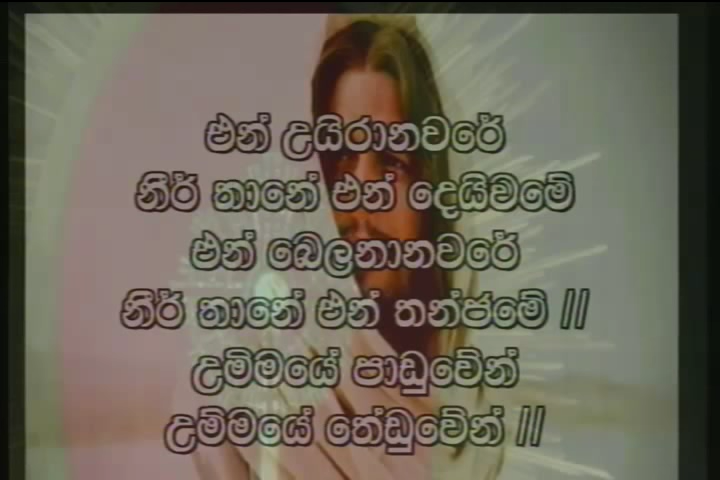 එන් උයිරානවරේ
නීර් තානේ එන් දෙයිවමේ
එන් බෙලනානවරේ
නීර් තානේ එන් තන්ජමේ //
උම්මයේ පාඩුවේන්
උම්මයේ තේඩුවේන් //